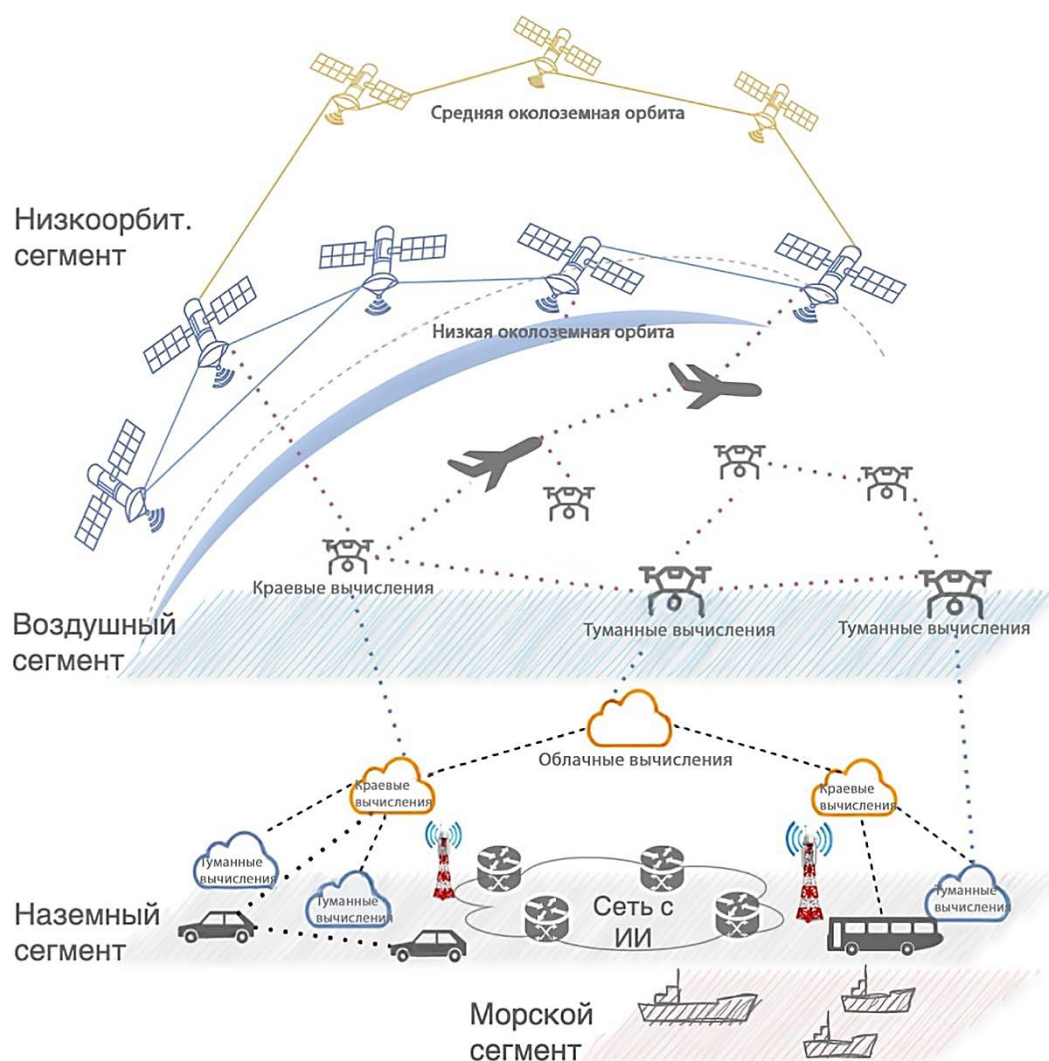 Средняя околоземная орбита
Низкоорбит.
сегмент
Низкая околоземная орбита
Краевые вычисления
Воздушный
сегмент
Туманные вычисления
Туманные вычисления
Облачные вычисления
Краевые
вычисления
Краевые
вычисления
Туманные
вычисления
Туманные
вычисления
Туманные
вычисления
Наземный
сегмент
Сеть с
ИИ
Морской
сегмент